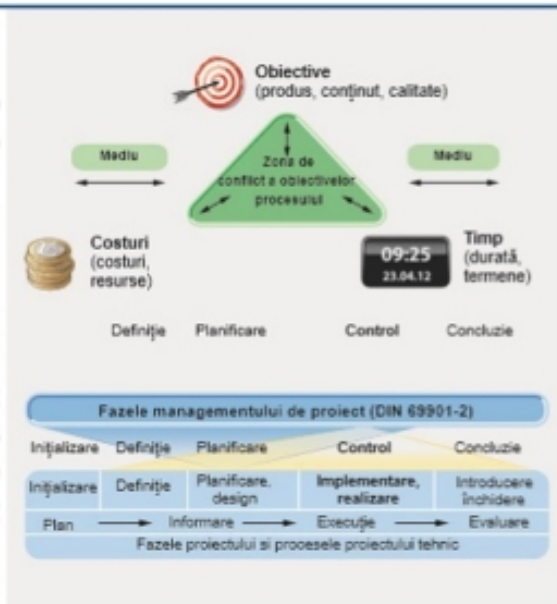 Obiective
(produs, conținut, calitate)
Mediu
Mediu
Zona de
conflict a obiectivelor
procesului
Costuri
(costuri,
resurse)
09:25
23.04.12
Timp
(durată,
termene)
Definiție Planificare Control Concluzie
Fazele managementului de proiect (DIN 69901-2)
Inițializare Definiție Planificare Control Concluzie
Inițializare Definiție Planificare, design Implementare, realizare Introducere închidere
Plan Informare Execuție Evaluare
Fazele proiectului si procesele proiectului tehnic